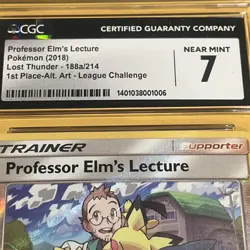 CGC
CERTIFIED GUARANTY COMPANY
Professor Elm's Lecture
Pokémon (2018)
Lost Thunder - 188a/214
1st Place-Alt. Art - League Challenge
NEAR MINT
7
1401038001006
TRAINER
Supporter
Professor Elm's Lecture